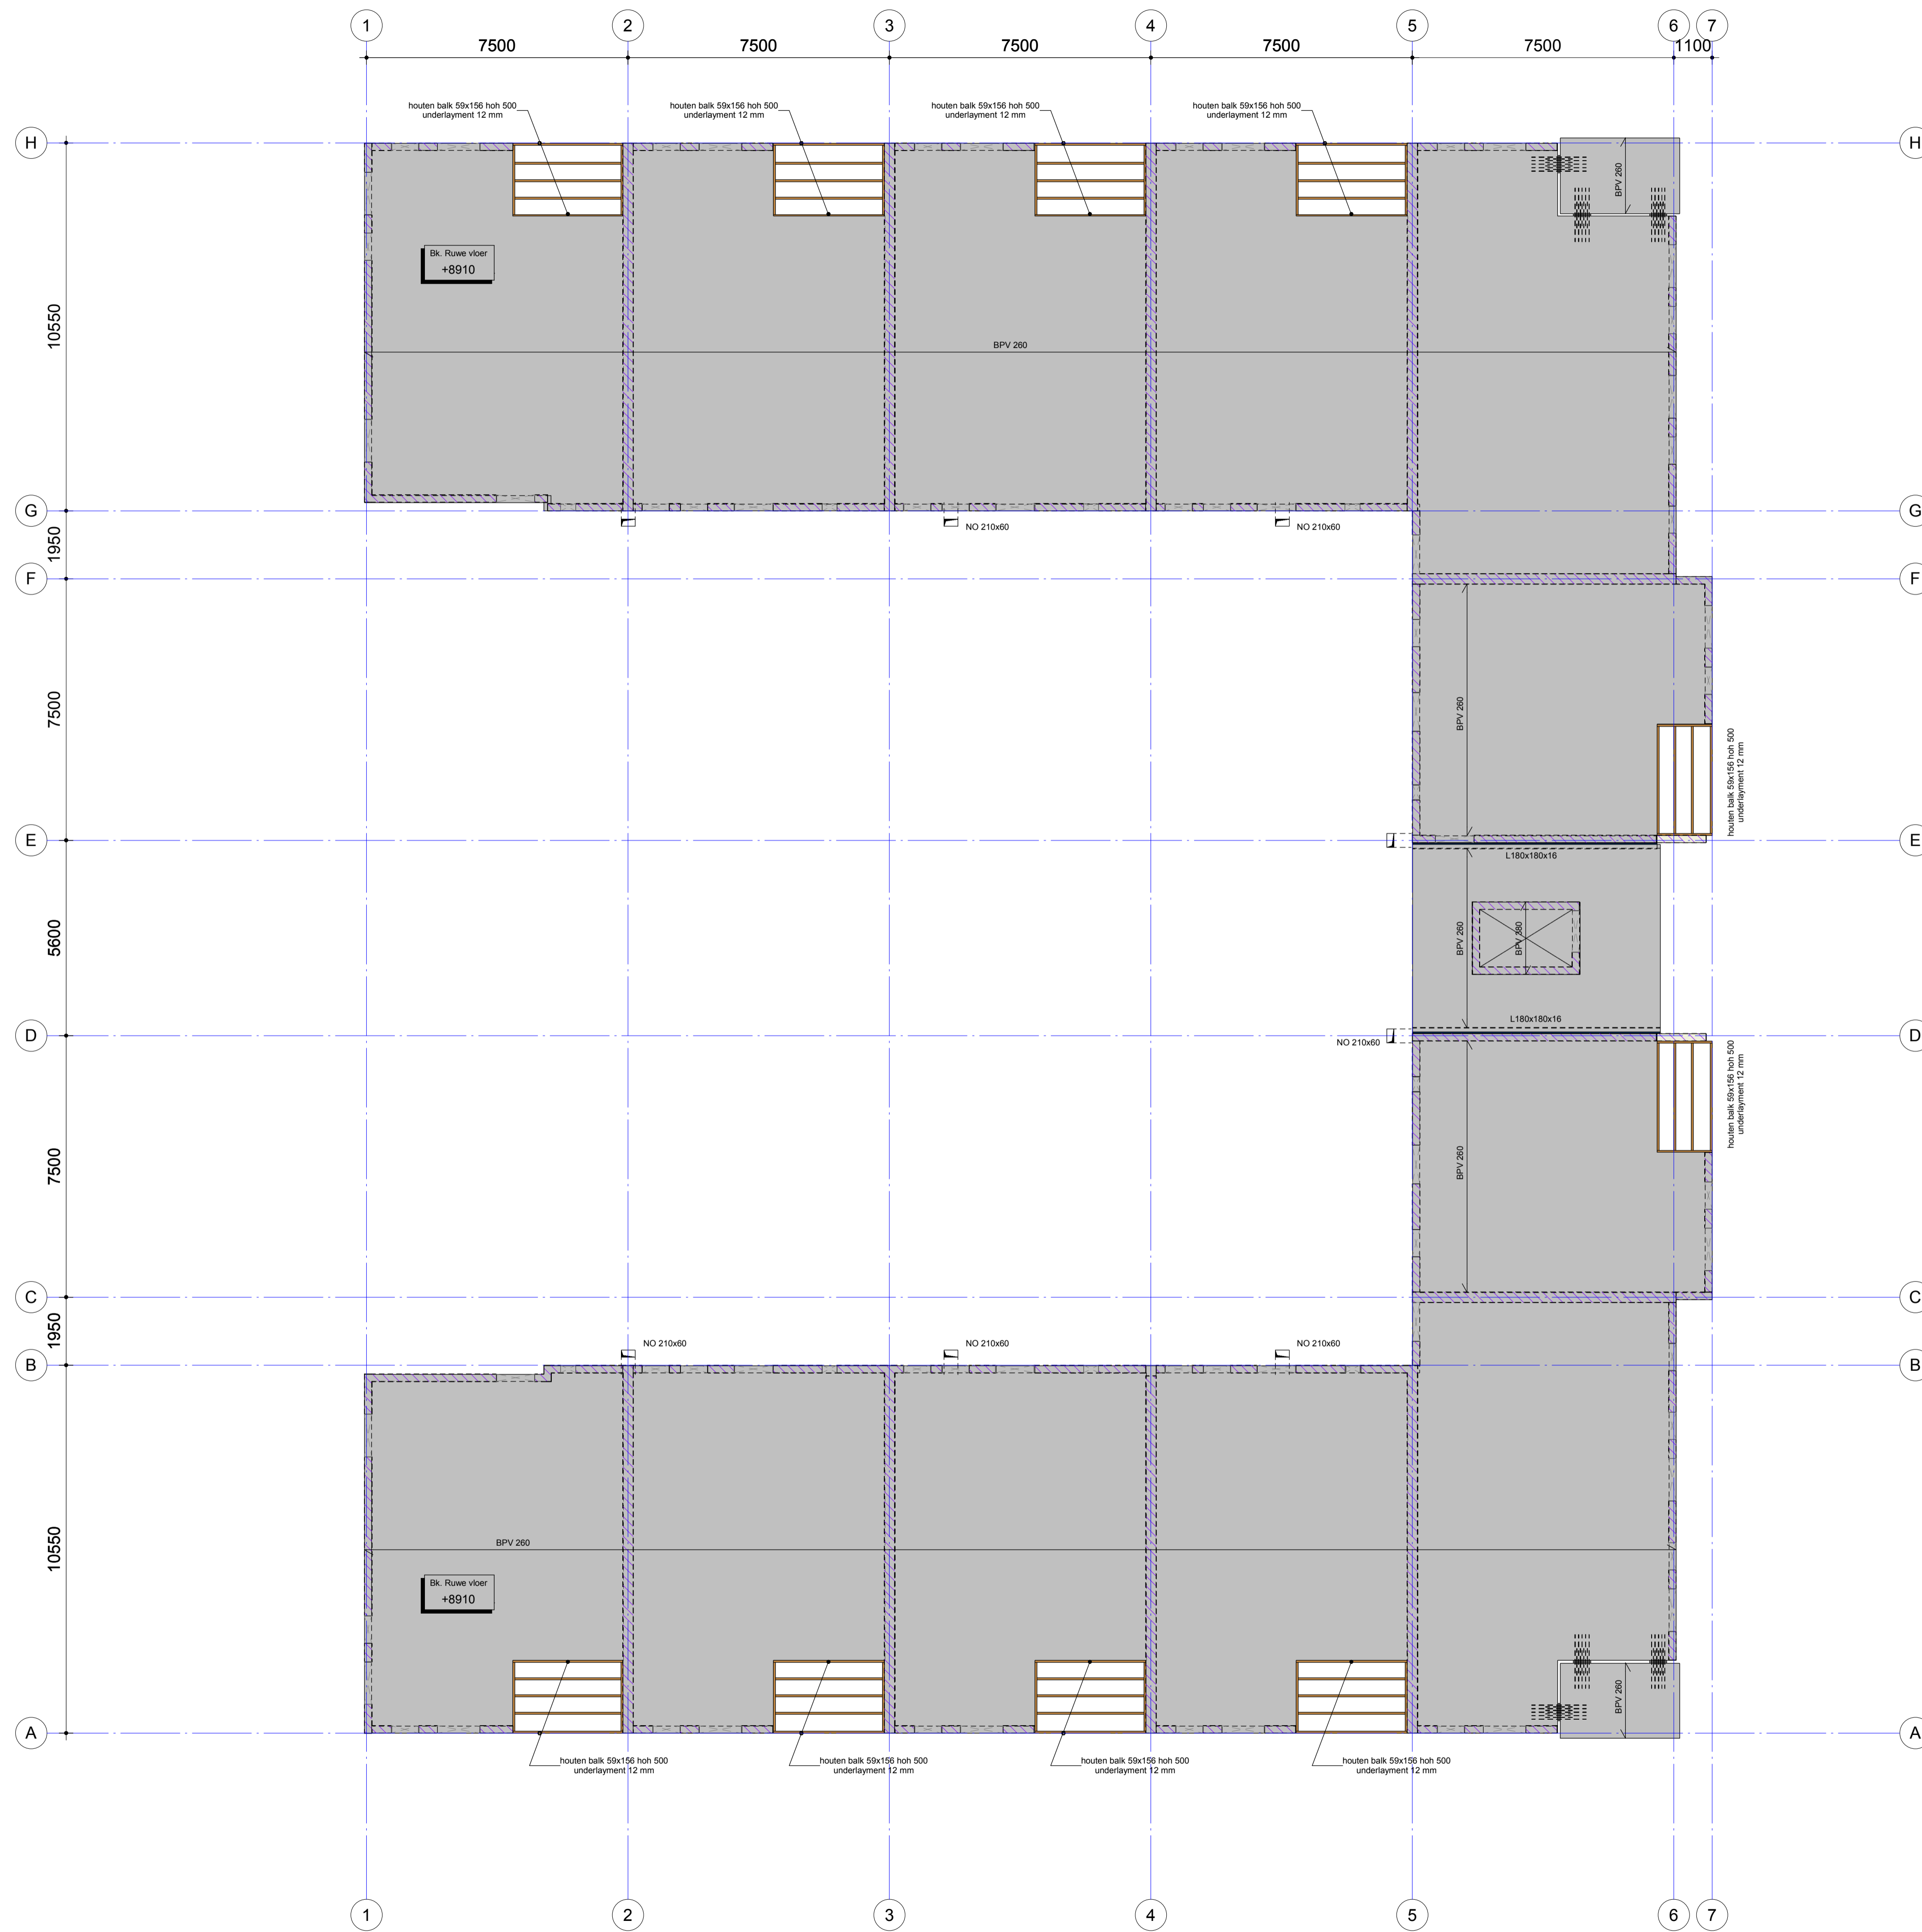 1 2 3 4 5 6 7
7500 7500 7500 7500 7500 1100
houten balk 59x156 hoh 500
underlayment 12 mm
houten balk 59x156 hoh 500
underlayment 12 mm
houten balk 59x156 hoh 500
underlayment 12 mm
houten balk 59x156 hoh 500
underlayment 12 mm
H H
BPV 260
Bk. Ruwe vloer
+8910
10550
BPV 260
G G
NO 210x60 NO 210x60
1950
F F
7500
BPV 260
houten balk 59x156 hoh 500
underlayment 12 mm
E E
L180x180x16
5600
BPV 260
BPV 380
L180x180x16
D D
NO 210x60
houten balk 59x156 hoh 500
underlayment 12 mm
7500
BPV 260
C C
1950
NO 210x60 NO 210x60 NO 210x60
B B
10550
BPV 260
Bk. Ruwe vloer
+8910
BPV 260
A A
houten balk 59x156 hoh 500
underlayment 12 mm
houten balk 59x156 hoh 500
underlayment 12 mm
houten balk 59x156 hoh 500
underlayment 12 mm
houten balk 59x156 hoh 500
underlayment 12 mm
1 2 3 4 5 6 7